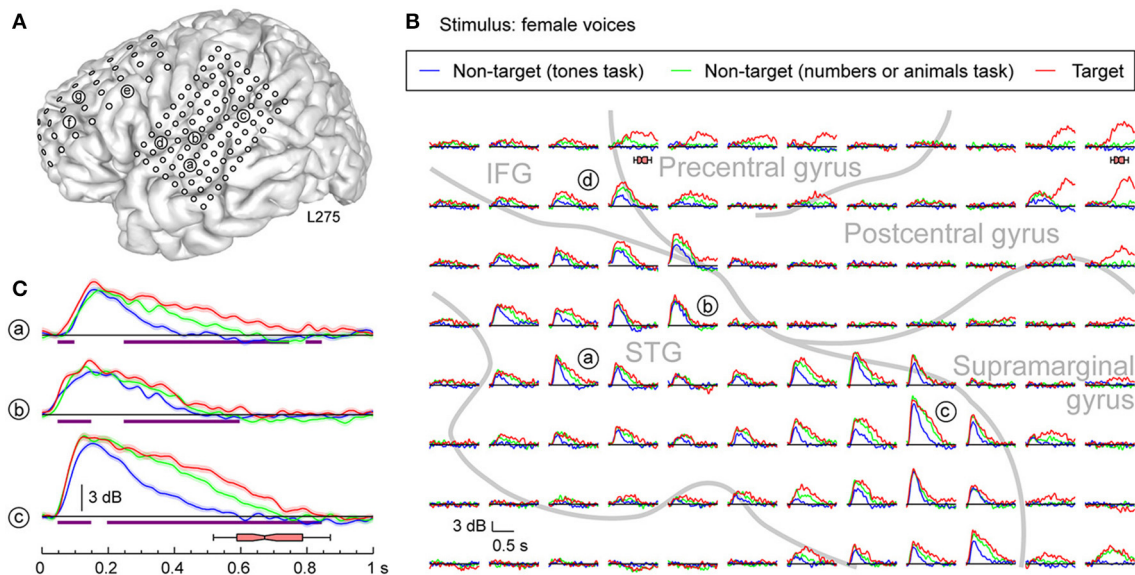 A
B Stimulus: female voices
Non-target (tones task) Non-target (numbers or animals task) Target
g
e
f
c
d
b
a
L275
IFG
Precentral gyrus
d
Postcentral gyrus
b
STG
a
Supramarginal
gyrus
c
3 dB
0.5 s
C
a
b
3 dB
c
0 0.2 0.4 0.6 0.8 1 s